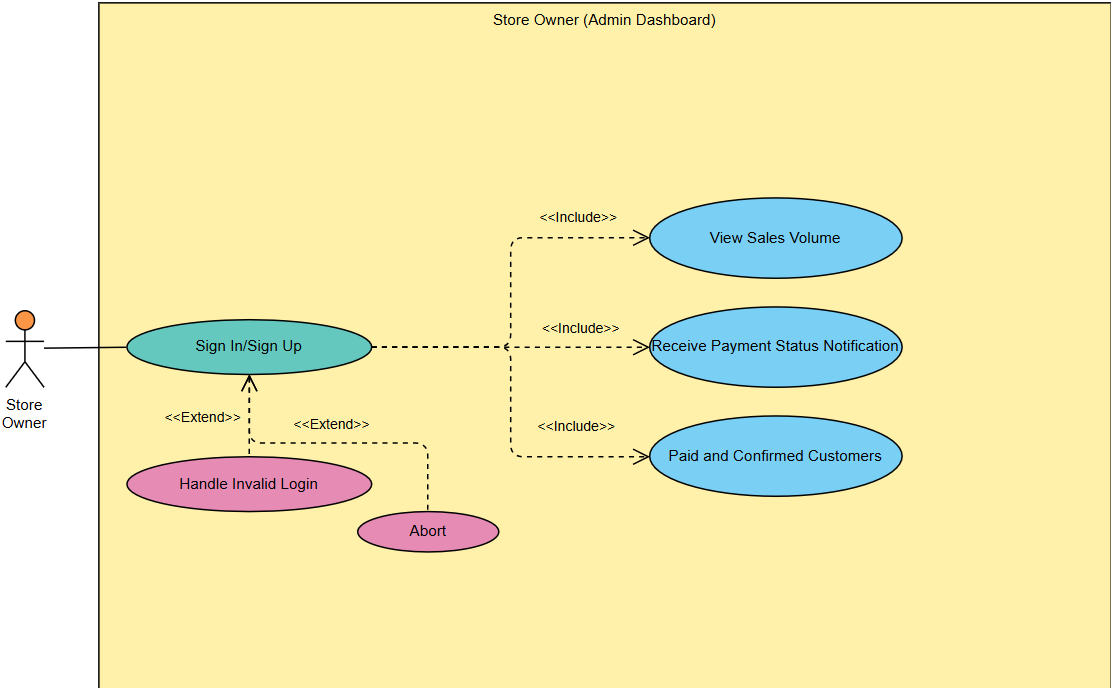 Store Owner (Admin Dashboard)
<<Include>>
View Sales Volume
<<Include>>
Sign In/Sign Up
Receive Payment Status Notification
Store
Owner
<<Extend>>
<<Extend>>
<<Include>>
Paid and Confirmed Customers
Handle Invalid Login
Abort